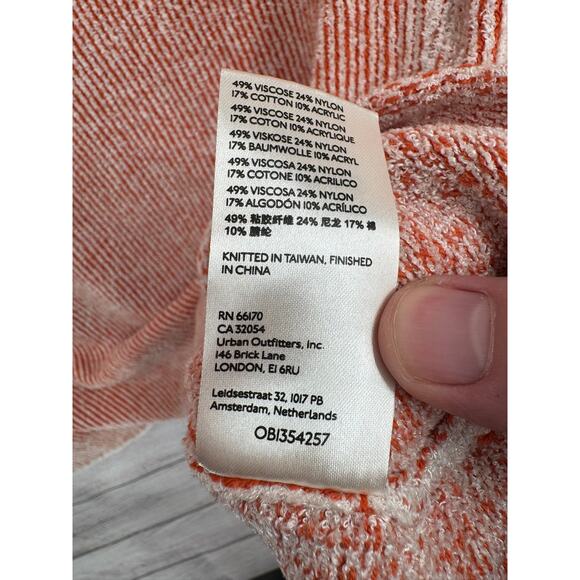 49% VISCOSE 24% NYLON
17% COTTON 10% ACRYLIC
49% VISCOSE 24% NYLON
17% COTON 10% ACRYLIQUE
49% VISKOSE 24% NYLON
17% BAUMWOLLE 10% ACRYL
49% VISCOSA 24% NYLON
17% COTONE 10% ACRILICO
49% VISCOSA 24% NYLON
17% ALGODÓN 10% ACRÍLICO
49% 粘胶纤维 24% 尼龙 17% 棉
10% 腈纶
KNITTED IN TAIWAN, FINISHED
IN CHINA
RN 66170
CA 32054
Urban Outfitters, Inc.
146 Brick Lane
LONDON, E1 6RU
Leidsestraat 32, 1017 PB
Amsterdam, Netherlands
OB1354257